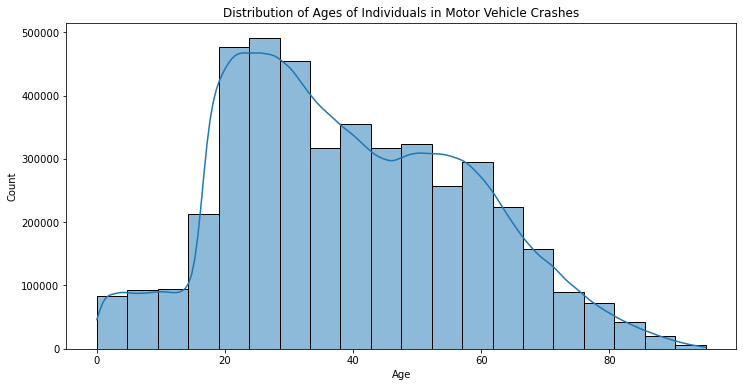 Distribution of Ages of Individuals in Motor Vehicle Crashes
500000
400000
300000
200000
100000
0
Count
0 20 40 60 80
Age